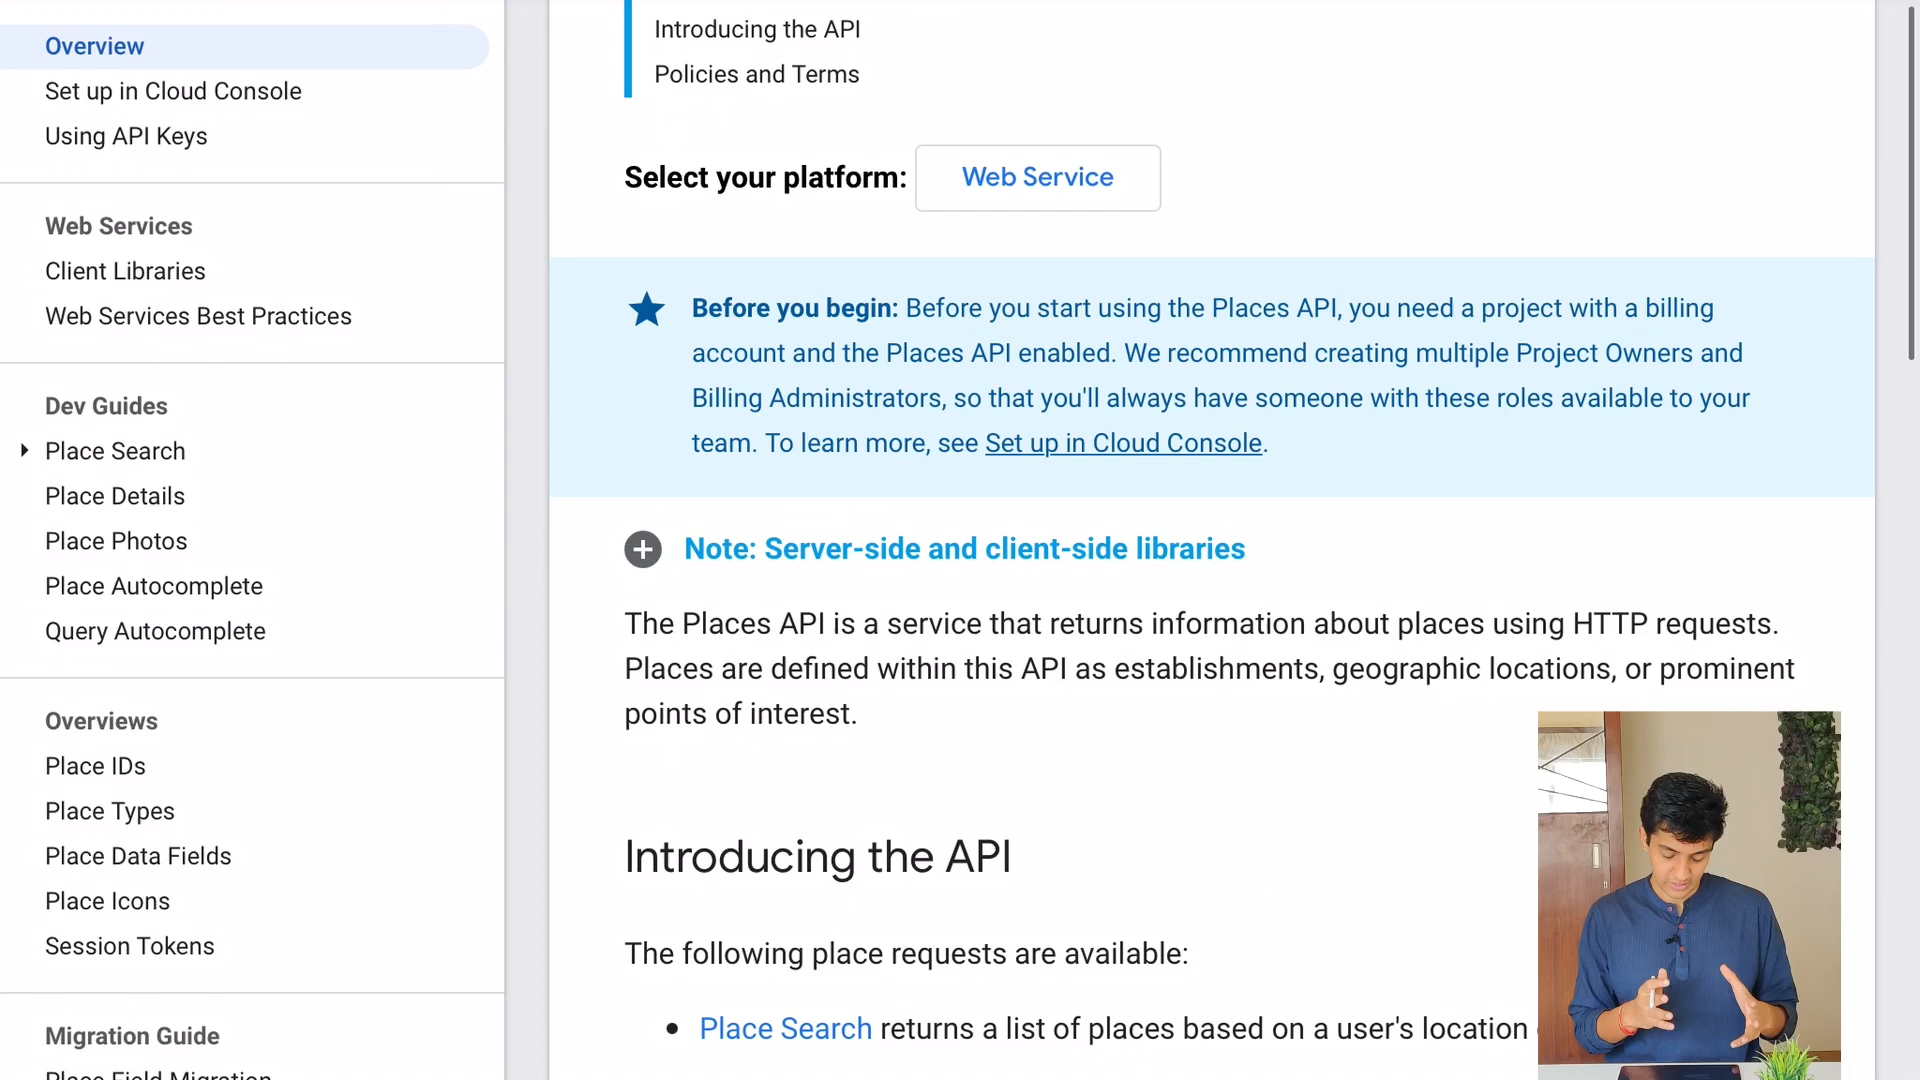 Overview
Set up in Cloud Console
Using API Keys
Web Services
Client Libraries
Web Services Best Practices
Dev Guides
Place Search
Place Details
Place Photos
Place Autocomplete
Query Autocomplete
Overviews
Place IDs
Place Types
Place Data Fields
Place Icons
Session Tokens
Migration Guide
Place Field Migration
Introducing the API
Policies and Terms
Select your platform: Web Service
Before you begin: Before you start using the Places API, you need a project with a billing
account and the Places API enabled. We recommend creating multiple Project Owners and
Billing Administrators, so that you'll always have someone with these roles available to your
team. To learn more, see Set up in Cloud Console.
Note: Server-side and client-side libraries
The Places API is a service that returns information about places using HTTP requests.
Places are defined within this API as establishments, geographic locations, or prominent
points of interest.
Introducing the API
The following place requests are available:
• Place Search returns a list of places based on a user's location